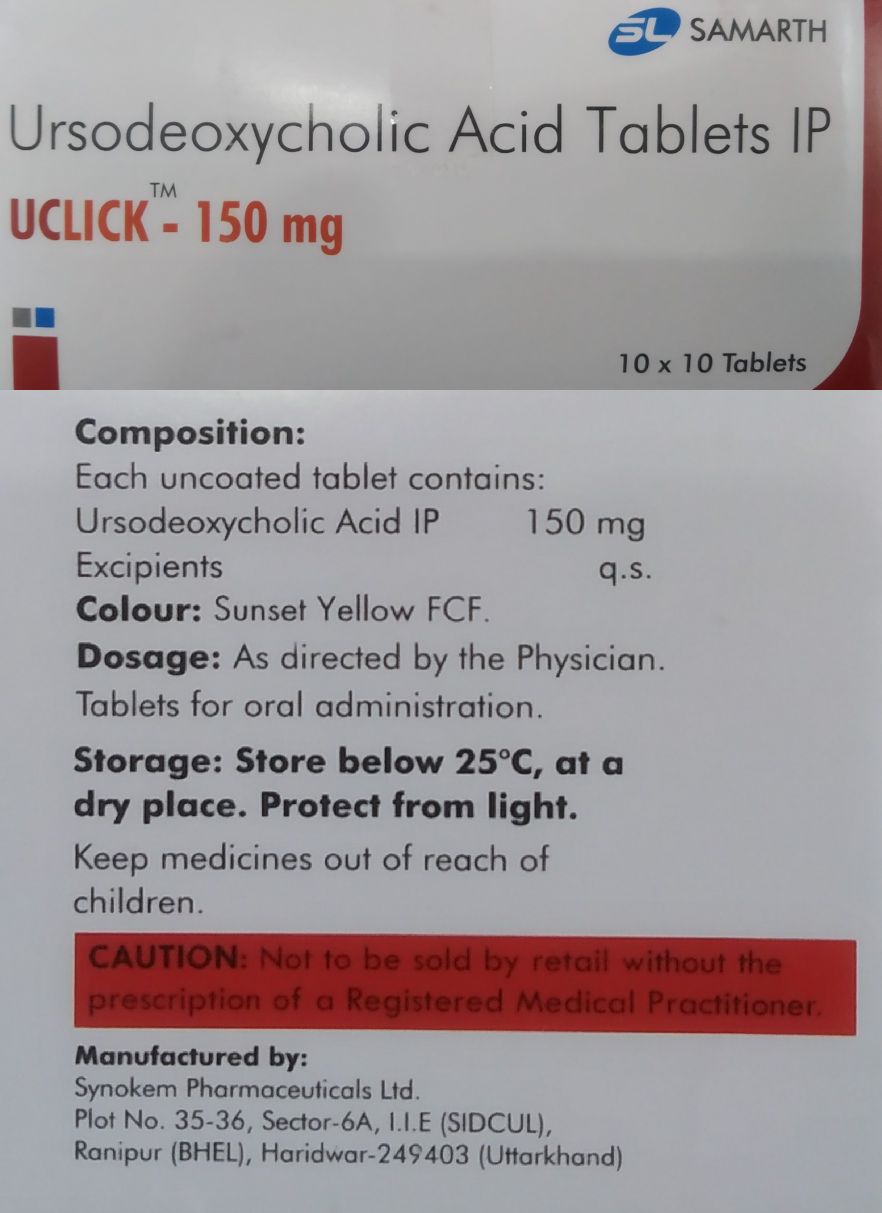 SL SAMARTH
Ursodeoxycholic Acid Tablets IP
UCLICK™ - 150 mg
10 x 10 Tablets
Composition:
Each uncoated tablet contains:
Ursodeoxycholic Acid IP 150 mg
Excipients q.s.
Colour: Sunset Yellow FCF.
Dosage: As directed by the Physician.
Tablets for oral administration.
Storage: Store below 25°C, at a
dry place. Protect from light.
Keep medicines out of reach of
children.
CAUTION: Not to be sold by retail without the
prescription of a Registered Medical Practitioner.
Manufactured by:
Synokem Pharmaceuticals Ltd.
Plot No. 35-36, Sector-6A, I.I.E (SIDCUL),
Ranipur (BHEL), Haridwar-249403 (Uttarkhand)